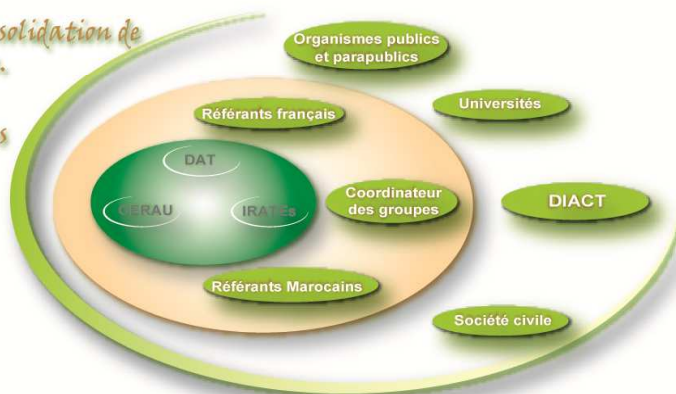 solidation de
Organismes publics
et parapublics
Universités
Référants français
DAT
CERAU
IRATEs
Coordinateur
des groupes
DIACT
Référants Marocains
Société civile